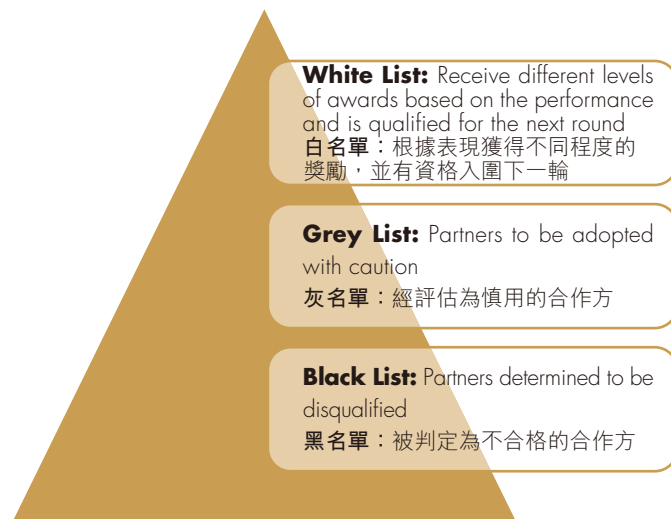 White List: Receive different levels
of awards based on the performance
and is qualified for the next round
白名單：根據表現獲得不同程度的
獎勵，並有資格入圍下一輪
Grey List: Partners to be adopted
with caution
灰名單：經評估為慎用的合作方
Black List: Partners determined to be
disqualified
黑名單：被判定為不合格的合作方